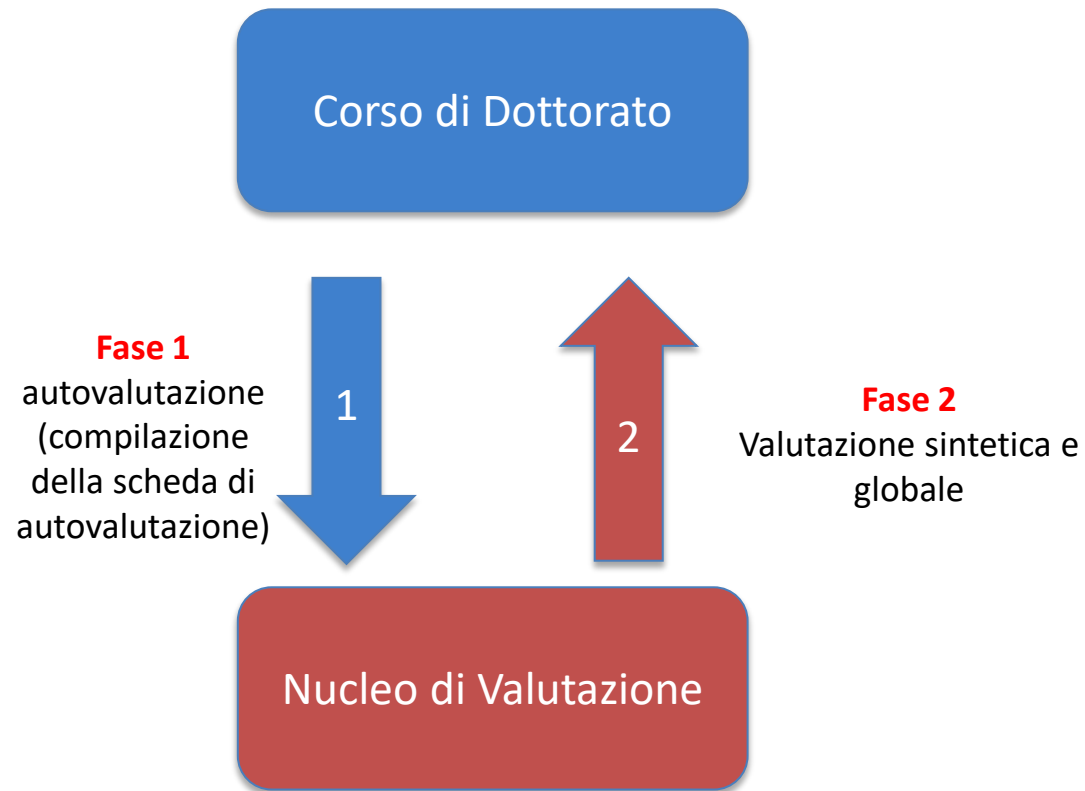 Corso di Dottorato
Fase 1
autovalutazione
(compilazione
della scheda di
autovalutazione)
1
2
Fase 2
Valutazione sintetica e
globale
Nucleo di Valutazione